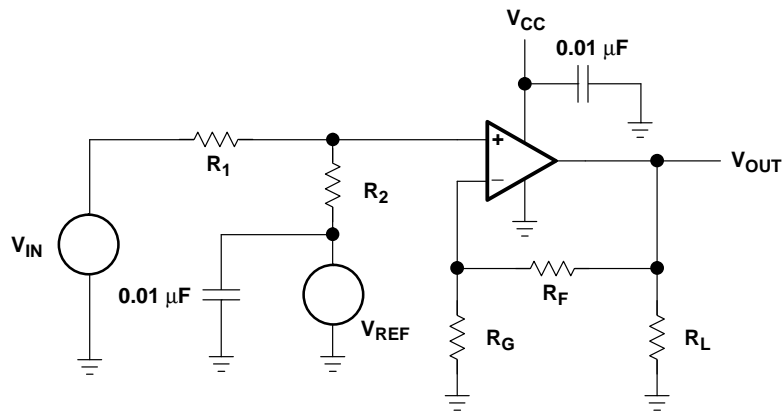 V_CC
0.01 μF
R_1
+
−
V_OUT
R_2
V_IN
0.01 μF
V_REF
R_F
R_G
R_L